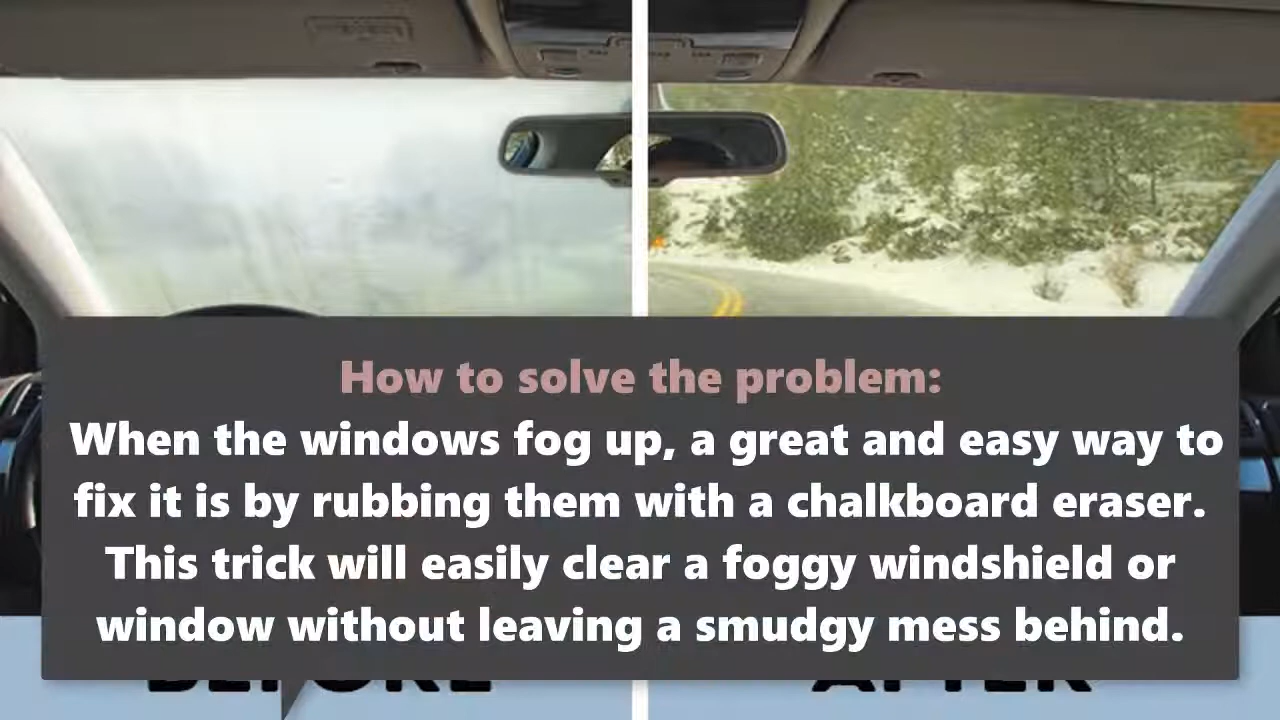 How to solve the problem:
When the windows fog up, a great and easy way to
fix it is by rubbing them with a chalkboard eraser.
This trick will easily clear a foggy windshield or
window without leaving a smudgy mess behind.
BEFORE
AFTER